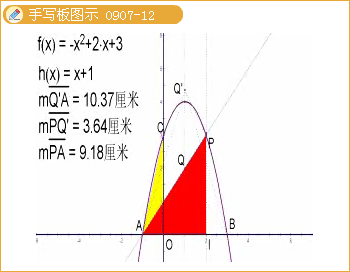 手写板图示 0907-12
f(x) = -x²+2·x+3
h(x) = x+1
mQ'A = 10.37厘米
mPQ' = 3.64厘米
mPA = 9.18厘米
Q'
C
P
Q
A
B
O
I